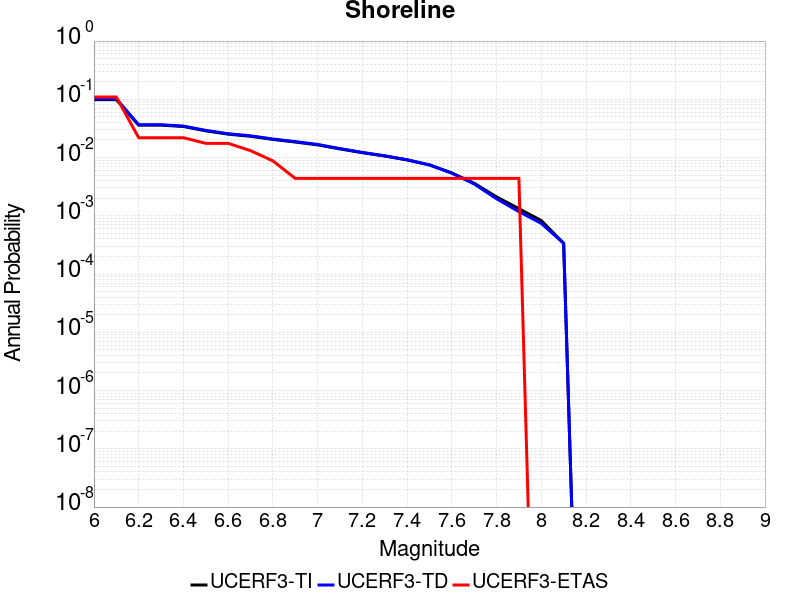 Shoreline
10^0
10^-1
10^-2
10^-3
10^-4
10^-5
10^-6
10^-7
10^-8
Annual Probability
6 6.2 6.4 6.6 6.8 7 7.2 7.4 7.6 7.8 8 8.2 8.4 8.6 8.8 9
Magnitude
UCERF3-TI UCERF3-TD UCERF3-ETAS